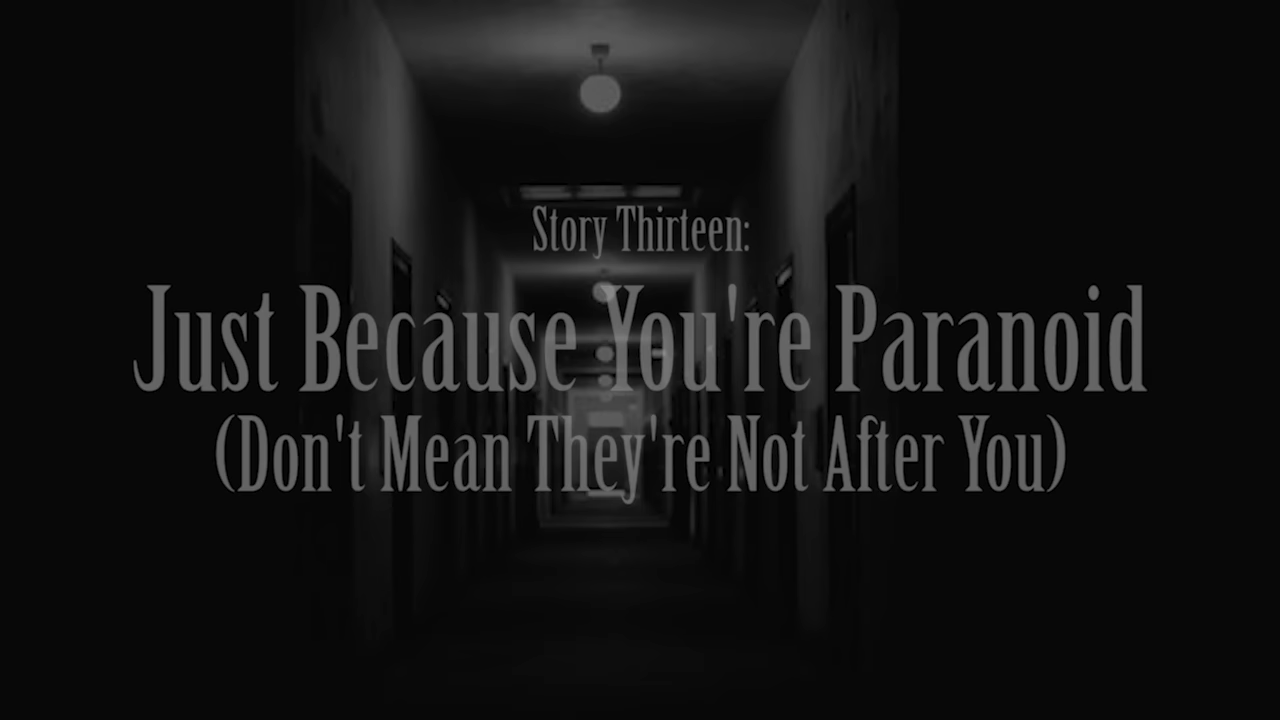 Story Thirteen:
Just Because You're Paranoid
(Don't Mean They're Not After You)